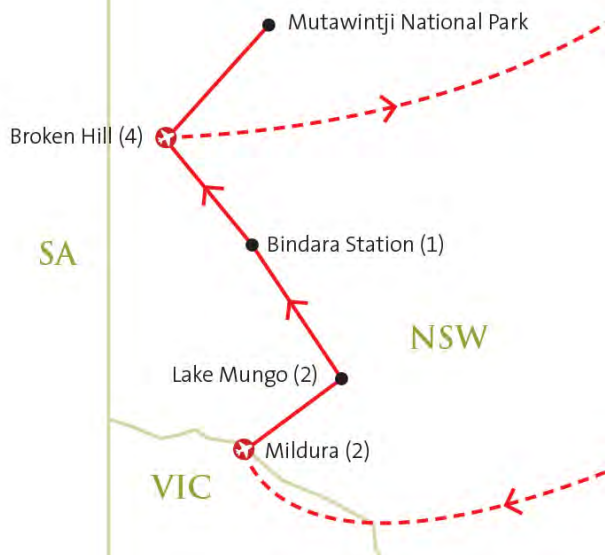 Mutawintji National Park
Broken Hill (4)
Bindara Station (1)
SA
NSW
Lake Mungo (2)
Mildura (2)
VIC